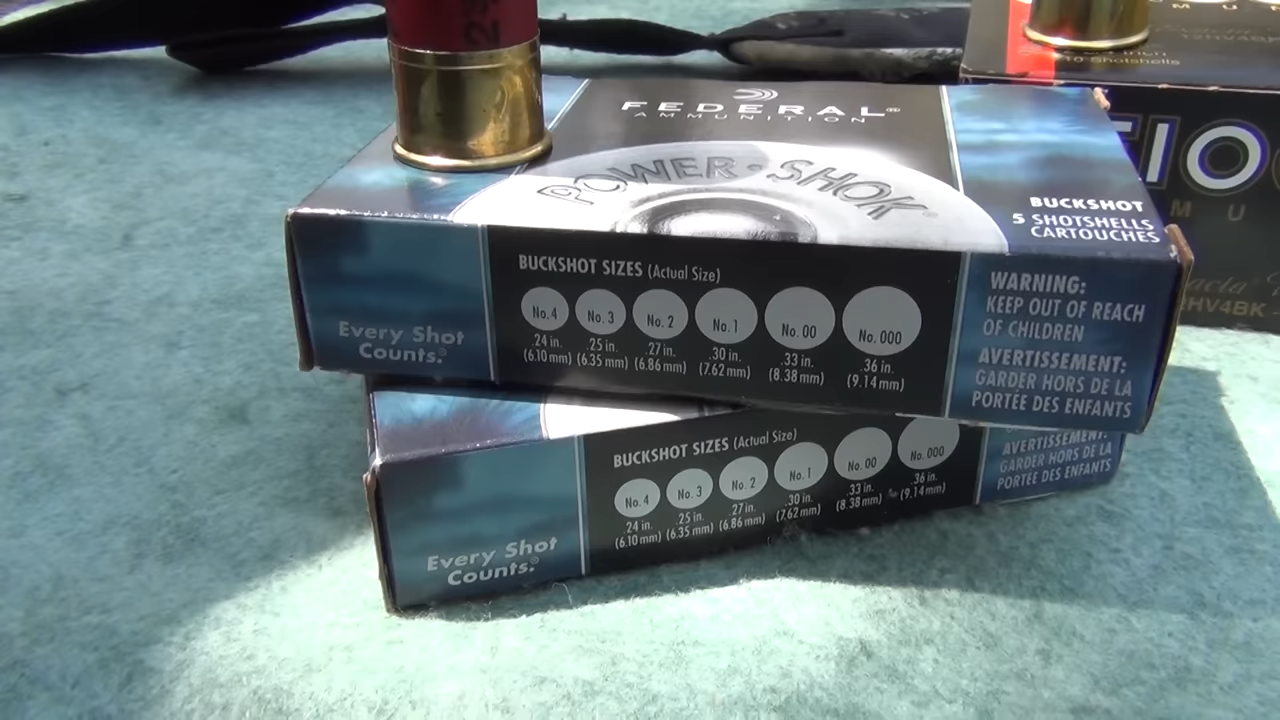 FEDERAL®
AMMUNITION
POWER·SHOK®
BUCKSHOT
5 SHOTSHELLS
CARTOUCHES
BUCKSHOT SIZES (Actual Size)
No. 4 No. 3 No. 2 No. 1 No. 00 No. 000
.24 in. .25 in. .27 in. .30 in. .33 in. .36 in.
(6.10 mm) (6.35 mm) (6.86 mm) (7.62 mm) (8.38 mm) (9.14 mm)
Every Shot
Counts.®
WARNING:
KEEP OUT OF REACH
OF CHILDREN
AVERTISSEMENT:
GARDER HORS DE LA
PORTÉE DES ENFANTS
BUCKSHOT SIZES (Actual Size)
No. 4 No. 3 No. 2 No. 1 No. 00 No. 000
.24 in. .25 in. .27 in. .30 in. .33 in. .36 in.
(6.10 mm) (6.35 mm) (6.86 mm) (7.62 mm) (8.38 mm) (9.14 mm)
Every Shot
Counts.®
AVERTISSEMENT:
GARDER HORS DE LA
PORTÉE DES ENFANTS
10 Shotshells
FIO
M U
HV4BK